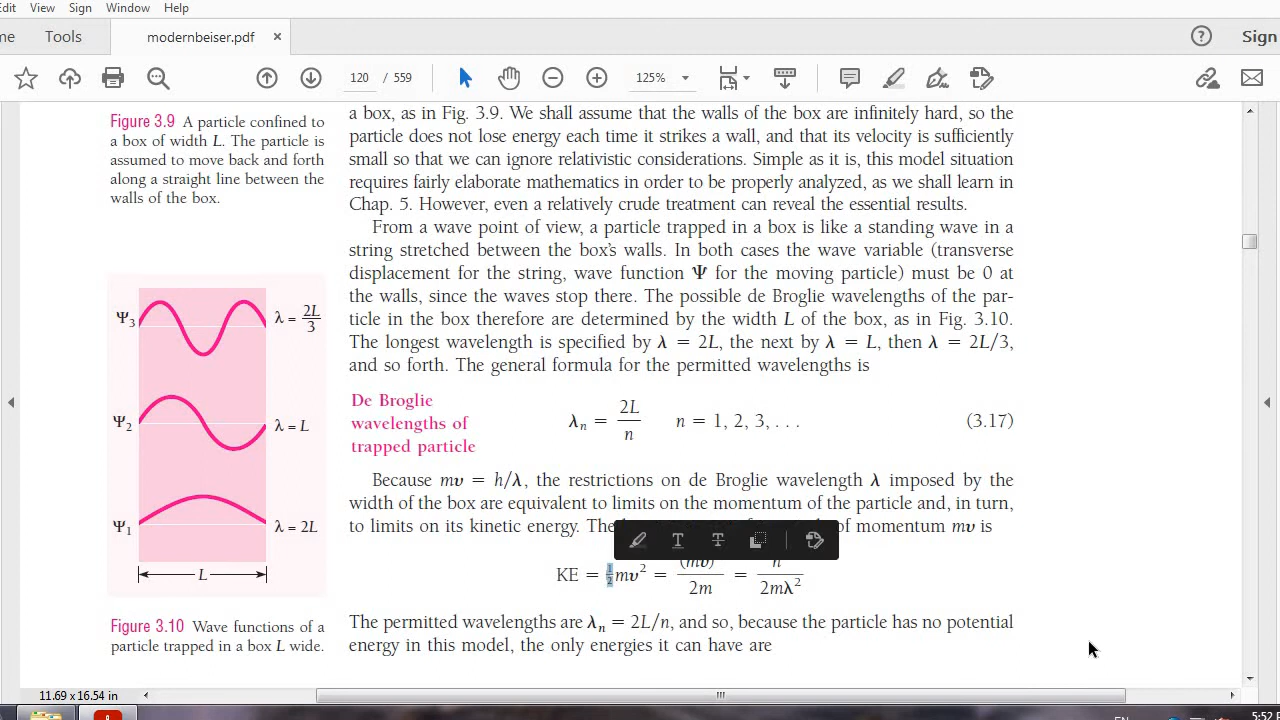 Edit View Sign Window Help
me Tools modernbeiser.pdf × ? Sign
120 / 559 125%
Figure 3.9 A particle confined to
a box of width L. The particle is
assumed to move back and forth
along a straight line between the
walls of the box.
a box, as in Fig. 3.9. We shall assume that the walls of the box are infinitely hard, so the
particle does not lose energy each time it strikes a wall, and that its velocity is sufficiently
small so that we can ignore relativistic considerations. Simple as it is, this model situation
requires fairly elaborate mathematics in order to be properly analyzed, as we shall learn in
Chap. 5. However, even a relatively crude treatment can reveal the essential results.
From a wave point of view, a particle trapped in a box is like a standing wave in a
string stretched between the box's walls. In both cases the wave variable (transverse
displacement for the string, wave function Ψ for the moving particle) must be 0 at
the walls, since the waves stop there. The possible de Broglie wavelengths of the par-
ticle in the box therefore are determined by the width L of the box, as in Fig. 3.10.
The longest wavelength is specified by λ = 2L, the next by λ = L, then λ = 2L/3,
and so forth. The general formula for the permitted wavelengths is
Ψ3 λ = 2L/3
Ψ2 λ = L
Ψ1 λ = 2L
L
Figure 3.10 Wave functions of a
particle trapped in a box L wide.
De Broglie
wavelengths of
trapped particle
λn = 2L/n n = 1, 2, 3, . . . (3.17)
Because mυ = h/λ, the restrictions on de Broglie wavelength λ imposed by the
width of the box are equivalent to limits on the momentum of the particle and, in turn,
to limits on its kinetic energy. The of momentum mυ is
KE = ½mυ² = (mυ)/2m = /2mλ²
The permitted wavelengths are λn = 2L/n, and so, because the particle has no potential
energy in this model, the only energies it can have are
11.69 x 16.54 in
EN 5:52